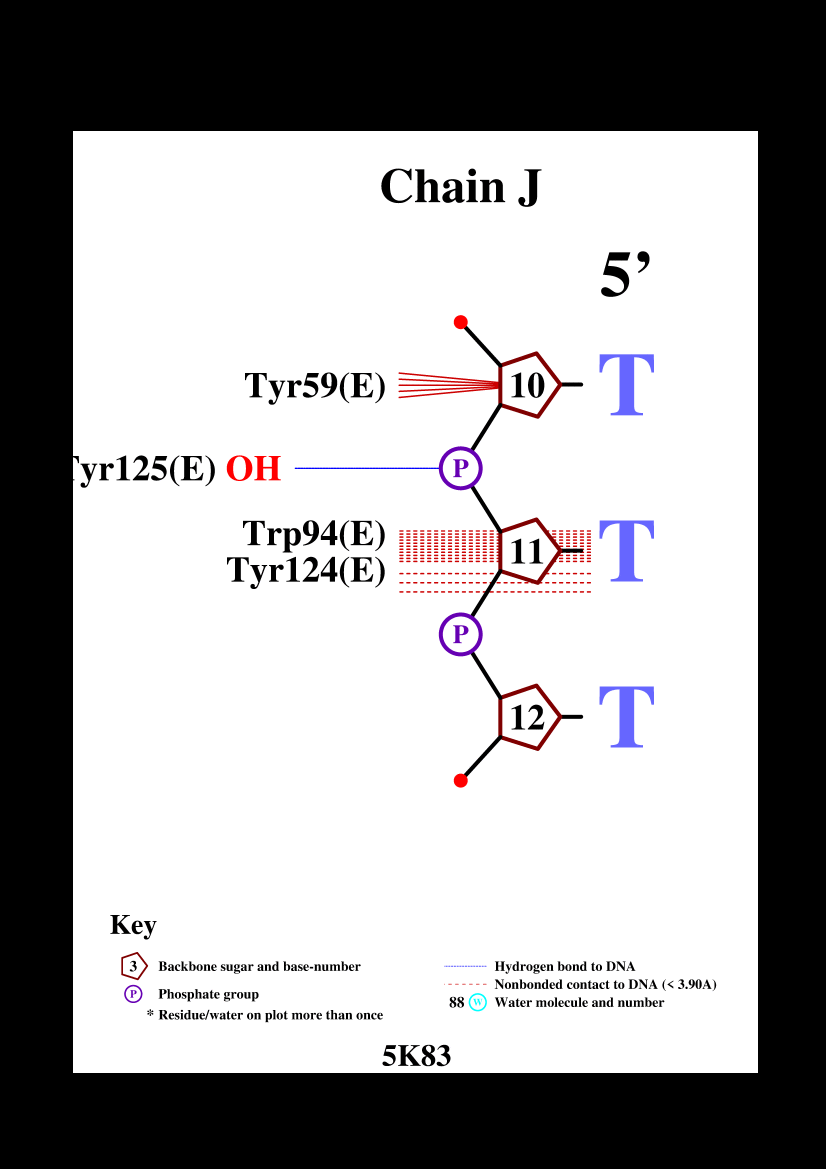 Chain J
5’
Tyr59(E) 10 T
P
Tyr125(E) OH
Trp94(E)
Tyr124(E)
11 T
P
12 T
Key
3 Backbone sugar and base-number
P Phosphate group
* Residue/water on plot more than once
Hydrogen bond to DNA
Nonbonded contact to DNA (< 3.90A)
88 W Water molecule and number
5K83